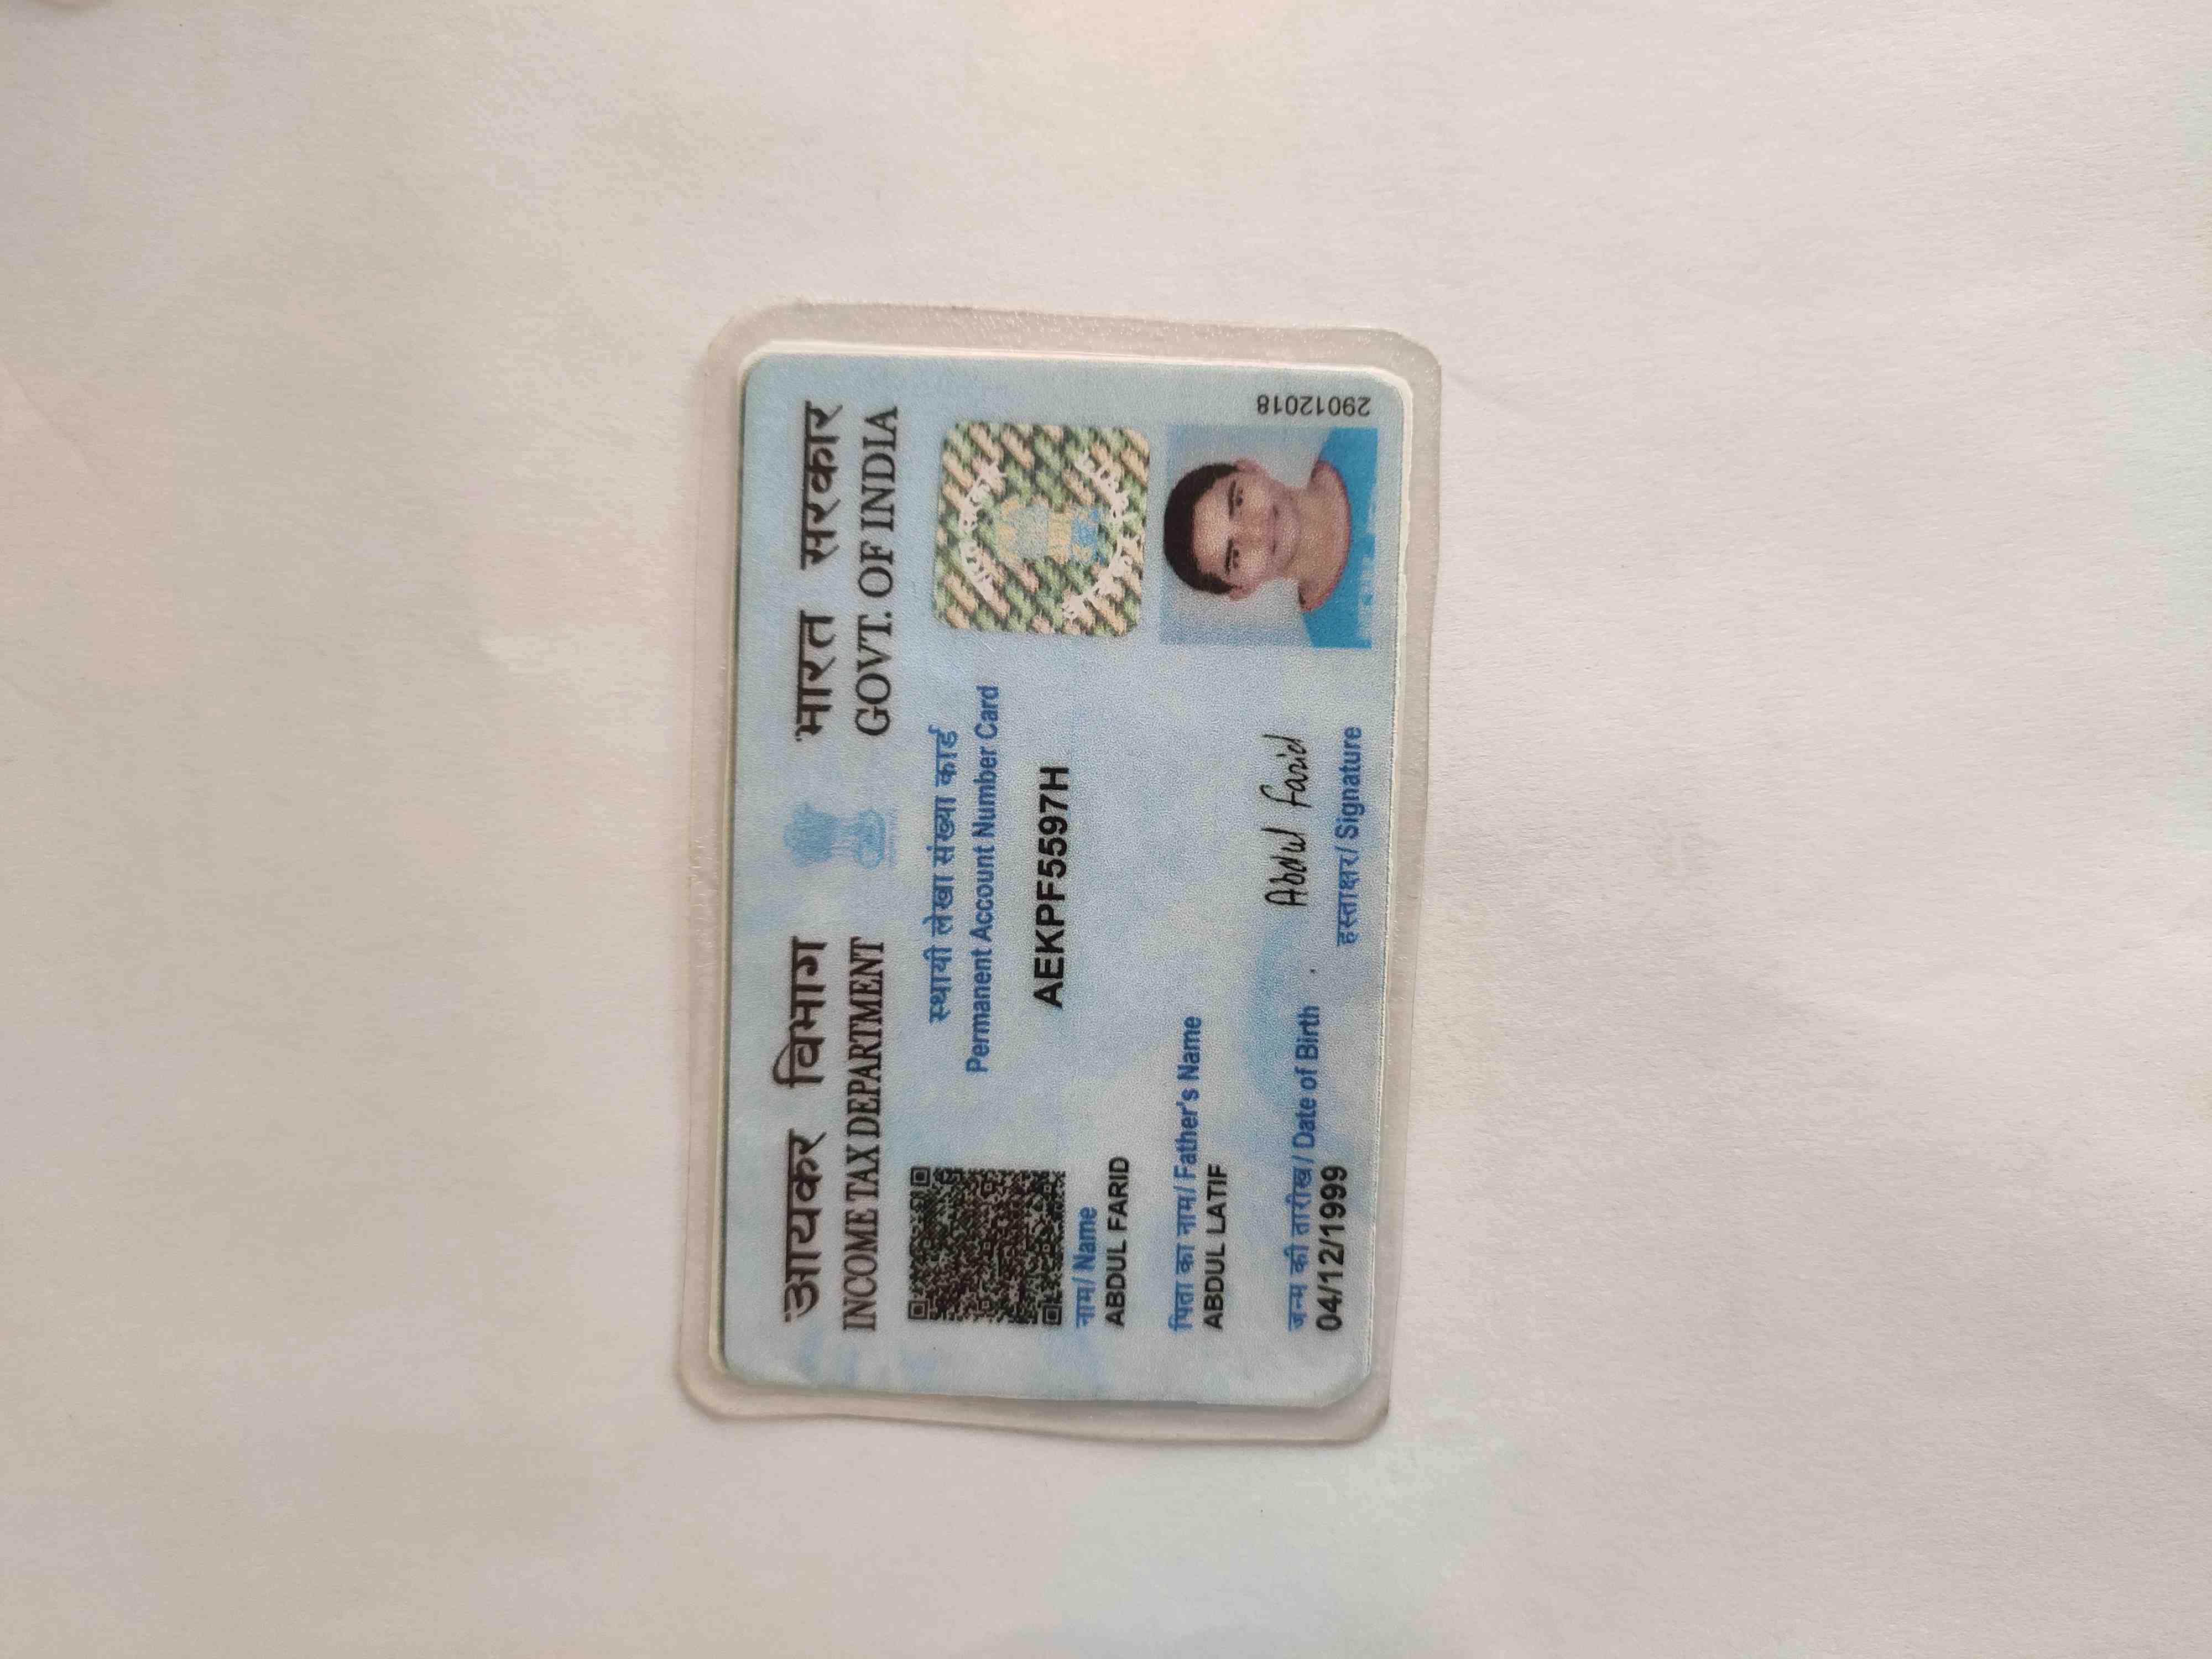 आयकर विभाग
INCOME TAX DEPARTMENT
भारत सरकार
GOVT. OF INDIA
स्थायी लेखा संख्या कार्ड
Permanent Account Number Card
AEKPF5597H
नाम/ Name
ABDUL FARID
पिता का नाम/ Father's Name
ABDUL LATIF
जन्म की तारीख/ Date of Birth
04/12/1999
Abdul Farid
हस्ताक्षर/ Signature
29012018